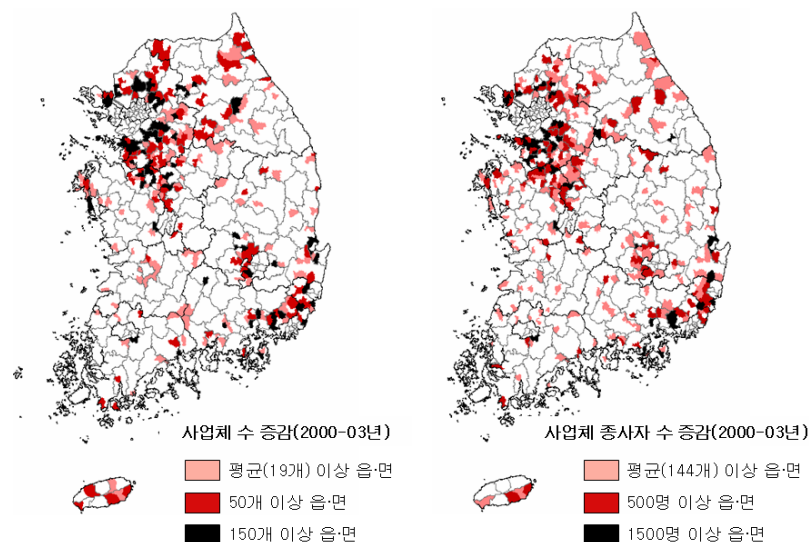 사업체 수 증감(2000-03년)
평균(19개) 이상 읍·면
50개 이상 읍·면
150개 이상 읍·면
사업체 종사자 수 증감(2000-03년)
평균(144개) 이상 읍·면
500명 이상 읍·면
1500명 이상 읍·면